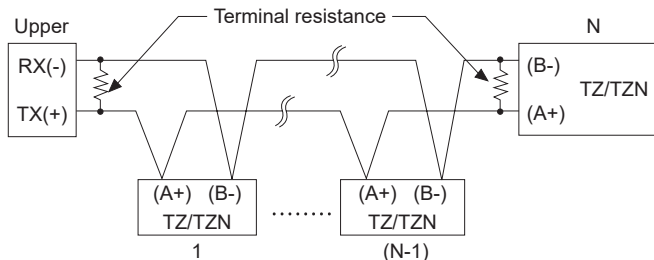 Terminal resistance
Upper
N
RX(-)
TX(+)
(B-)
TZ/TZN
(A+)
(A+) (B-)
TZ/TZN
1
........
(A+) (B-)
TZ/TZN
(N-1)